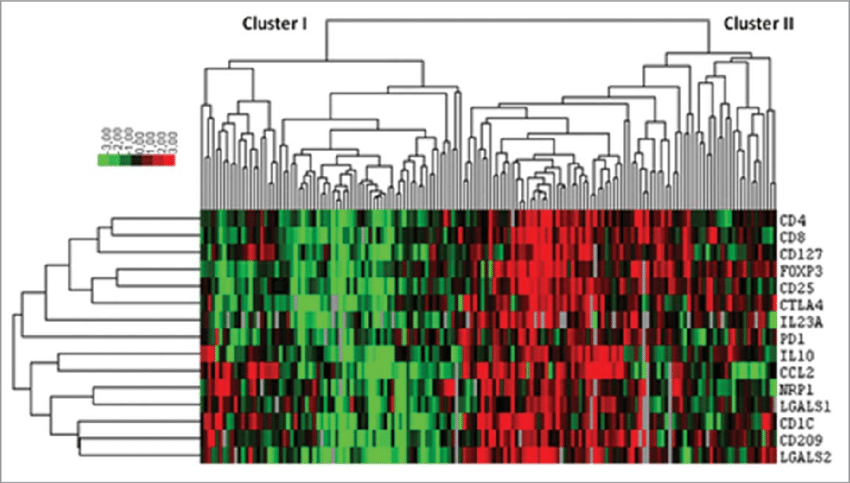 Cluster I
Cluster II
-3.00
-2.00
-1.00
0.00
1.00
2.00
3.00
CD4
CD8
CD127
FOXP3
CD25
CTLA4
IL23A
PD1
IL10
CCL2
NRP1
LGALS1
CD1C
CD209
LGALS2